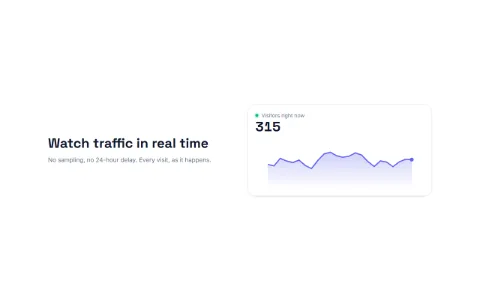 Watch traffic in real time
No sampling, no 24-hour delay. Every visit, as it happens.
Visitors right now
315